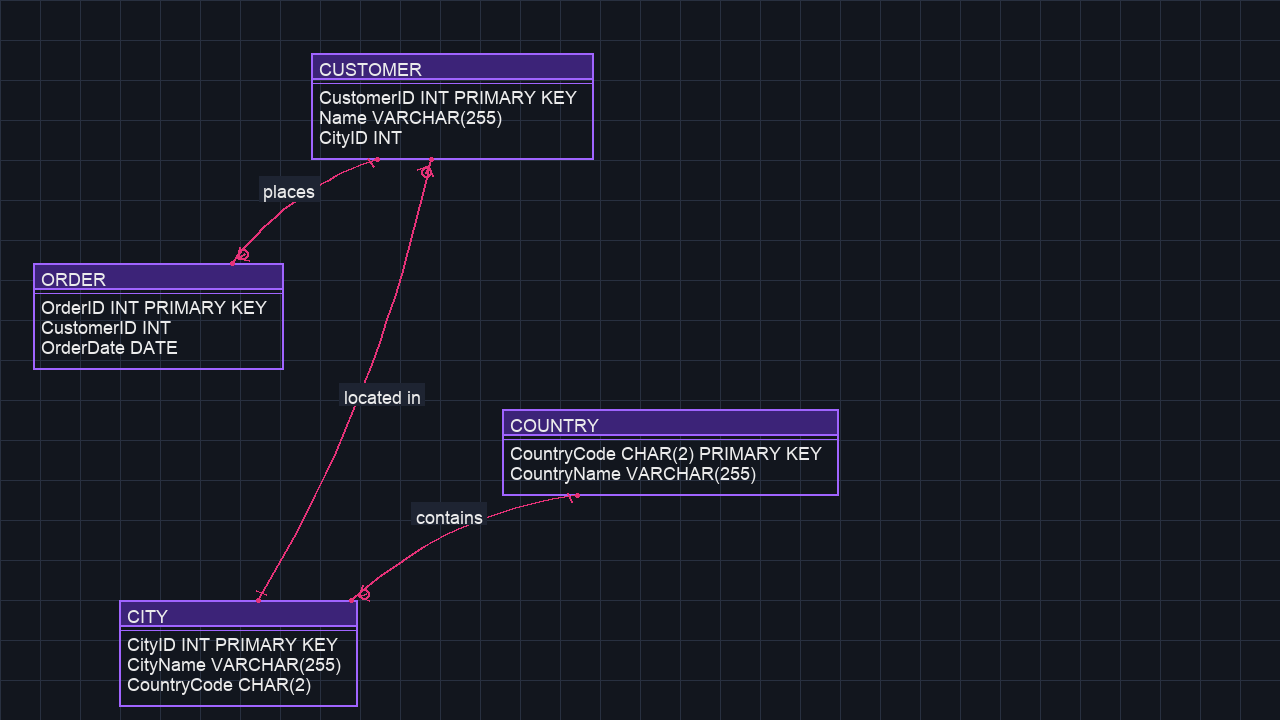 CUSTOMER
CustomerID INT PRIMARY KEY
Name VARCHAR(255)
CityID INT
places
ORDER
OrderID INT PRIMARY KEY
CustomerID INT
OrderDate DATE
located in
COUNTRY
CountryCode CHAR(2) PRIMARY KEY
CountryName VARCHAR(255)
contains
CITY
CityID INT PRIMARY KEY
CityName VARCHAR(255)
CountryCode CHAR(2)